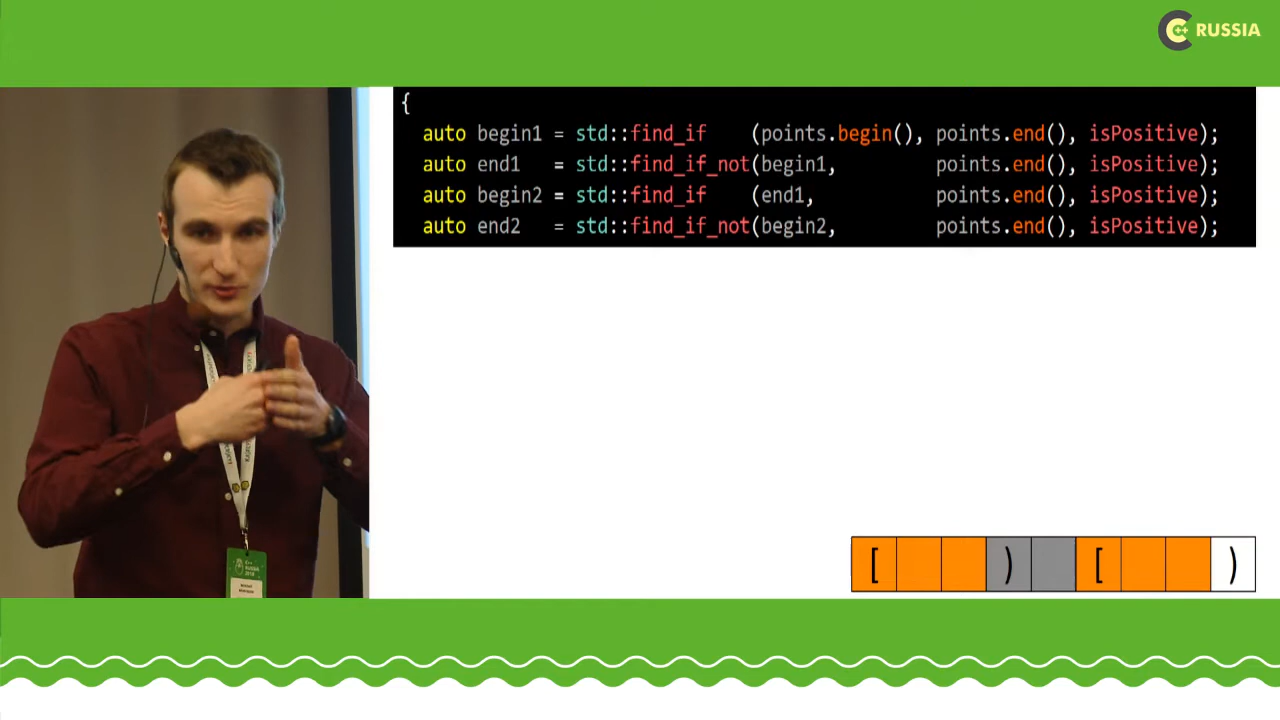 C++ RUSSIA
{
auto begin1 = std::find_if (points.begin(), points.end(), isPositive);
auto end1 = std::find_if_not(begin1, points.end(), isPositive);
auto begin2 = std::find_if (end1, points.end(), isPositive);
auto end2 = std::find_if_not(begin2, points.end(), isPositive);
[ ) [ )
C++
RUSSIA